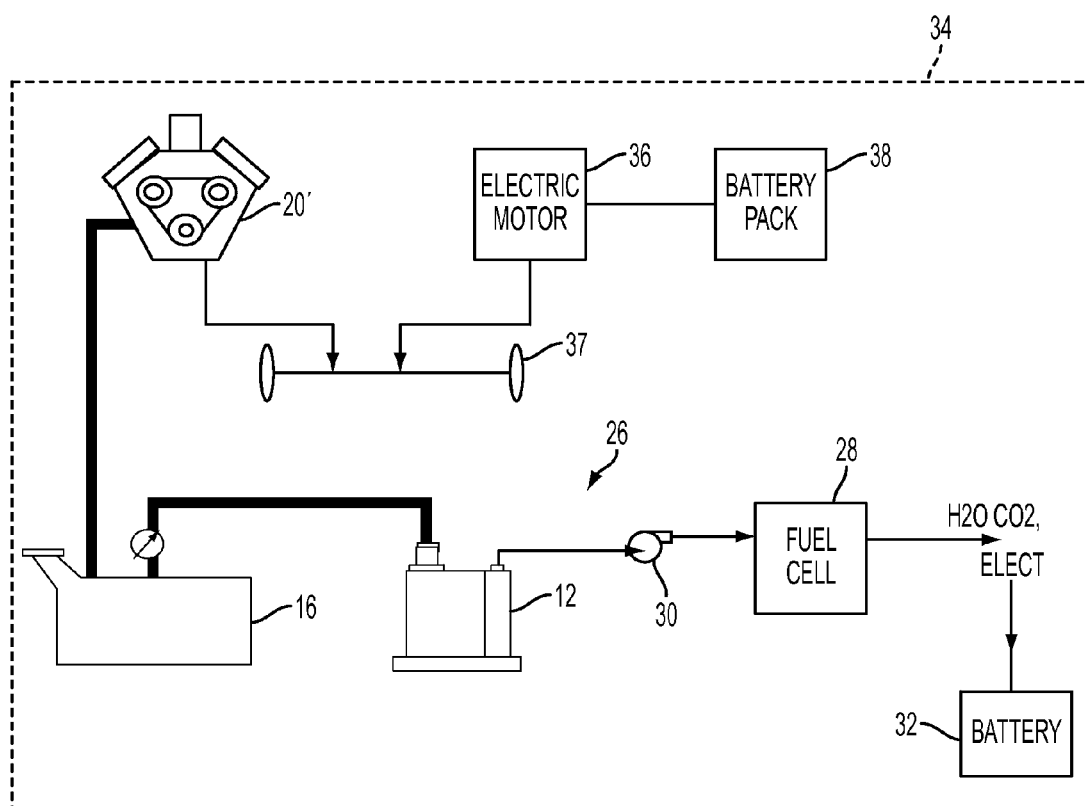 34
20′
ELECTRIC
MOTOR
36
BATTERY
PACK
38
37
26
28
FUEL
CELL
H2O CO2,
ELECT
30
12
16
32
BATTERY